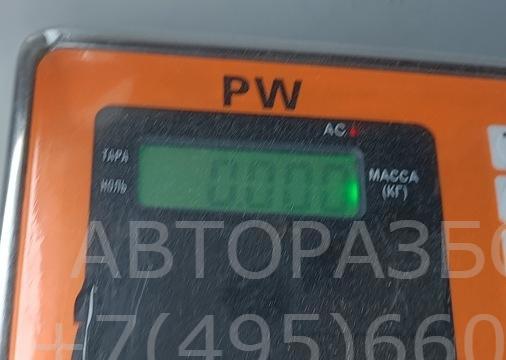 PW
AC
ТАРА
НОЛЬ
0.000
МАССА
(КГ)
АВТОРАЗБО
+7(495)660